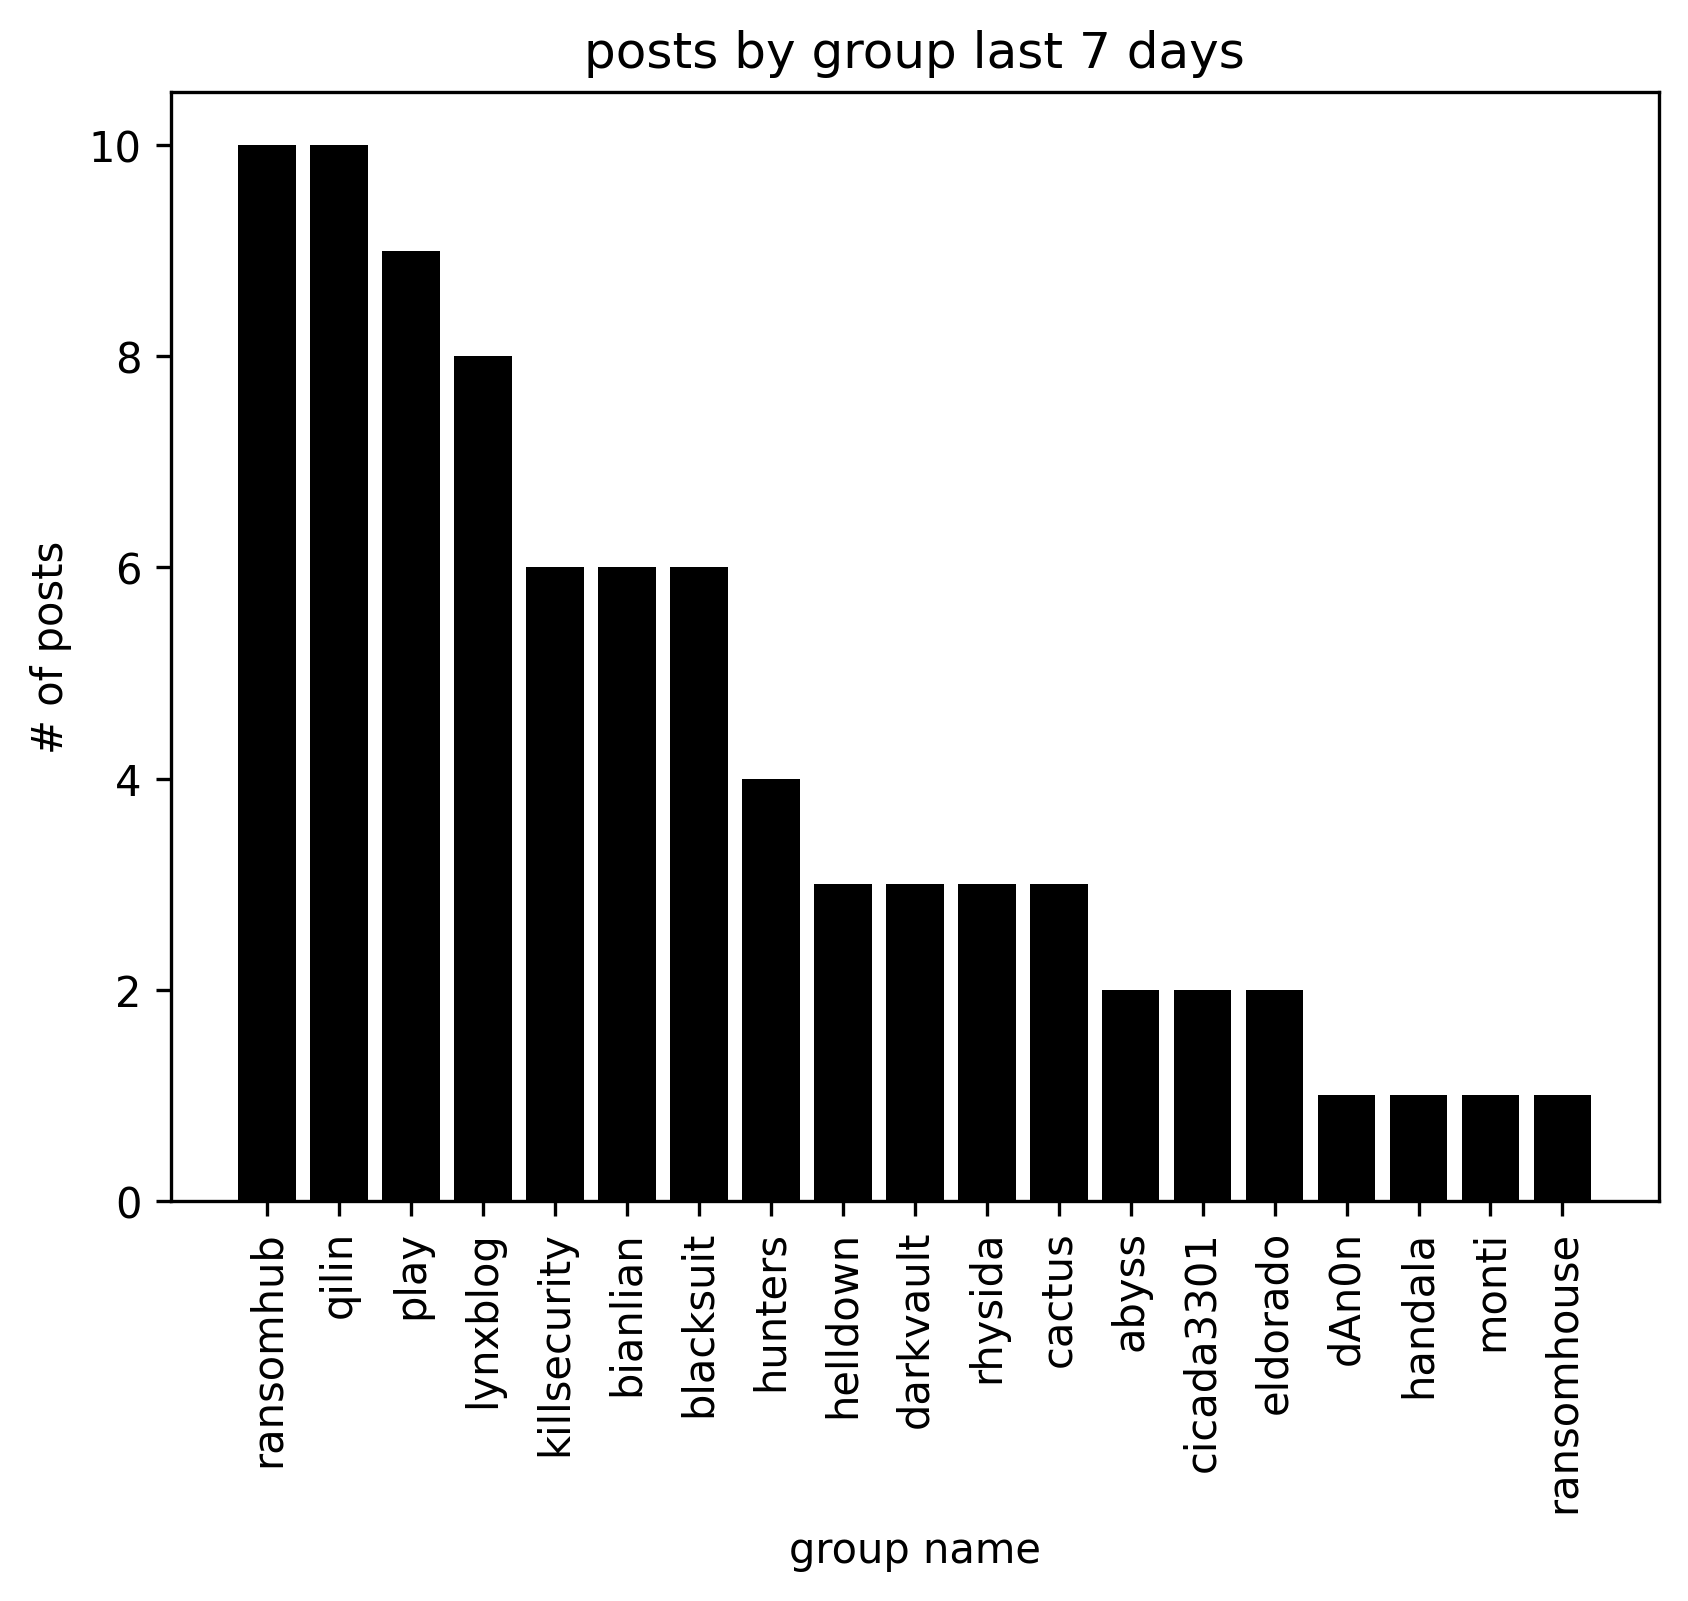 posts by group last 7 days
# of posts
10
8
6
4
2
0
ransomhub
qilin
play
lynxblog
killsecurity
bianlian
blacksuit
hunters
helldown
darkvault
rhysida
cactus
abyss
cicada3301
eldorado
dAn0n
handala
monti
ransomhouse
group name